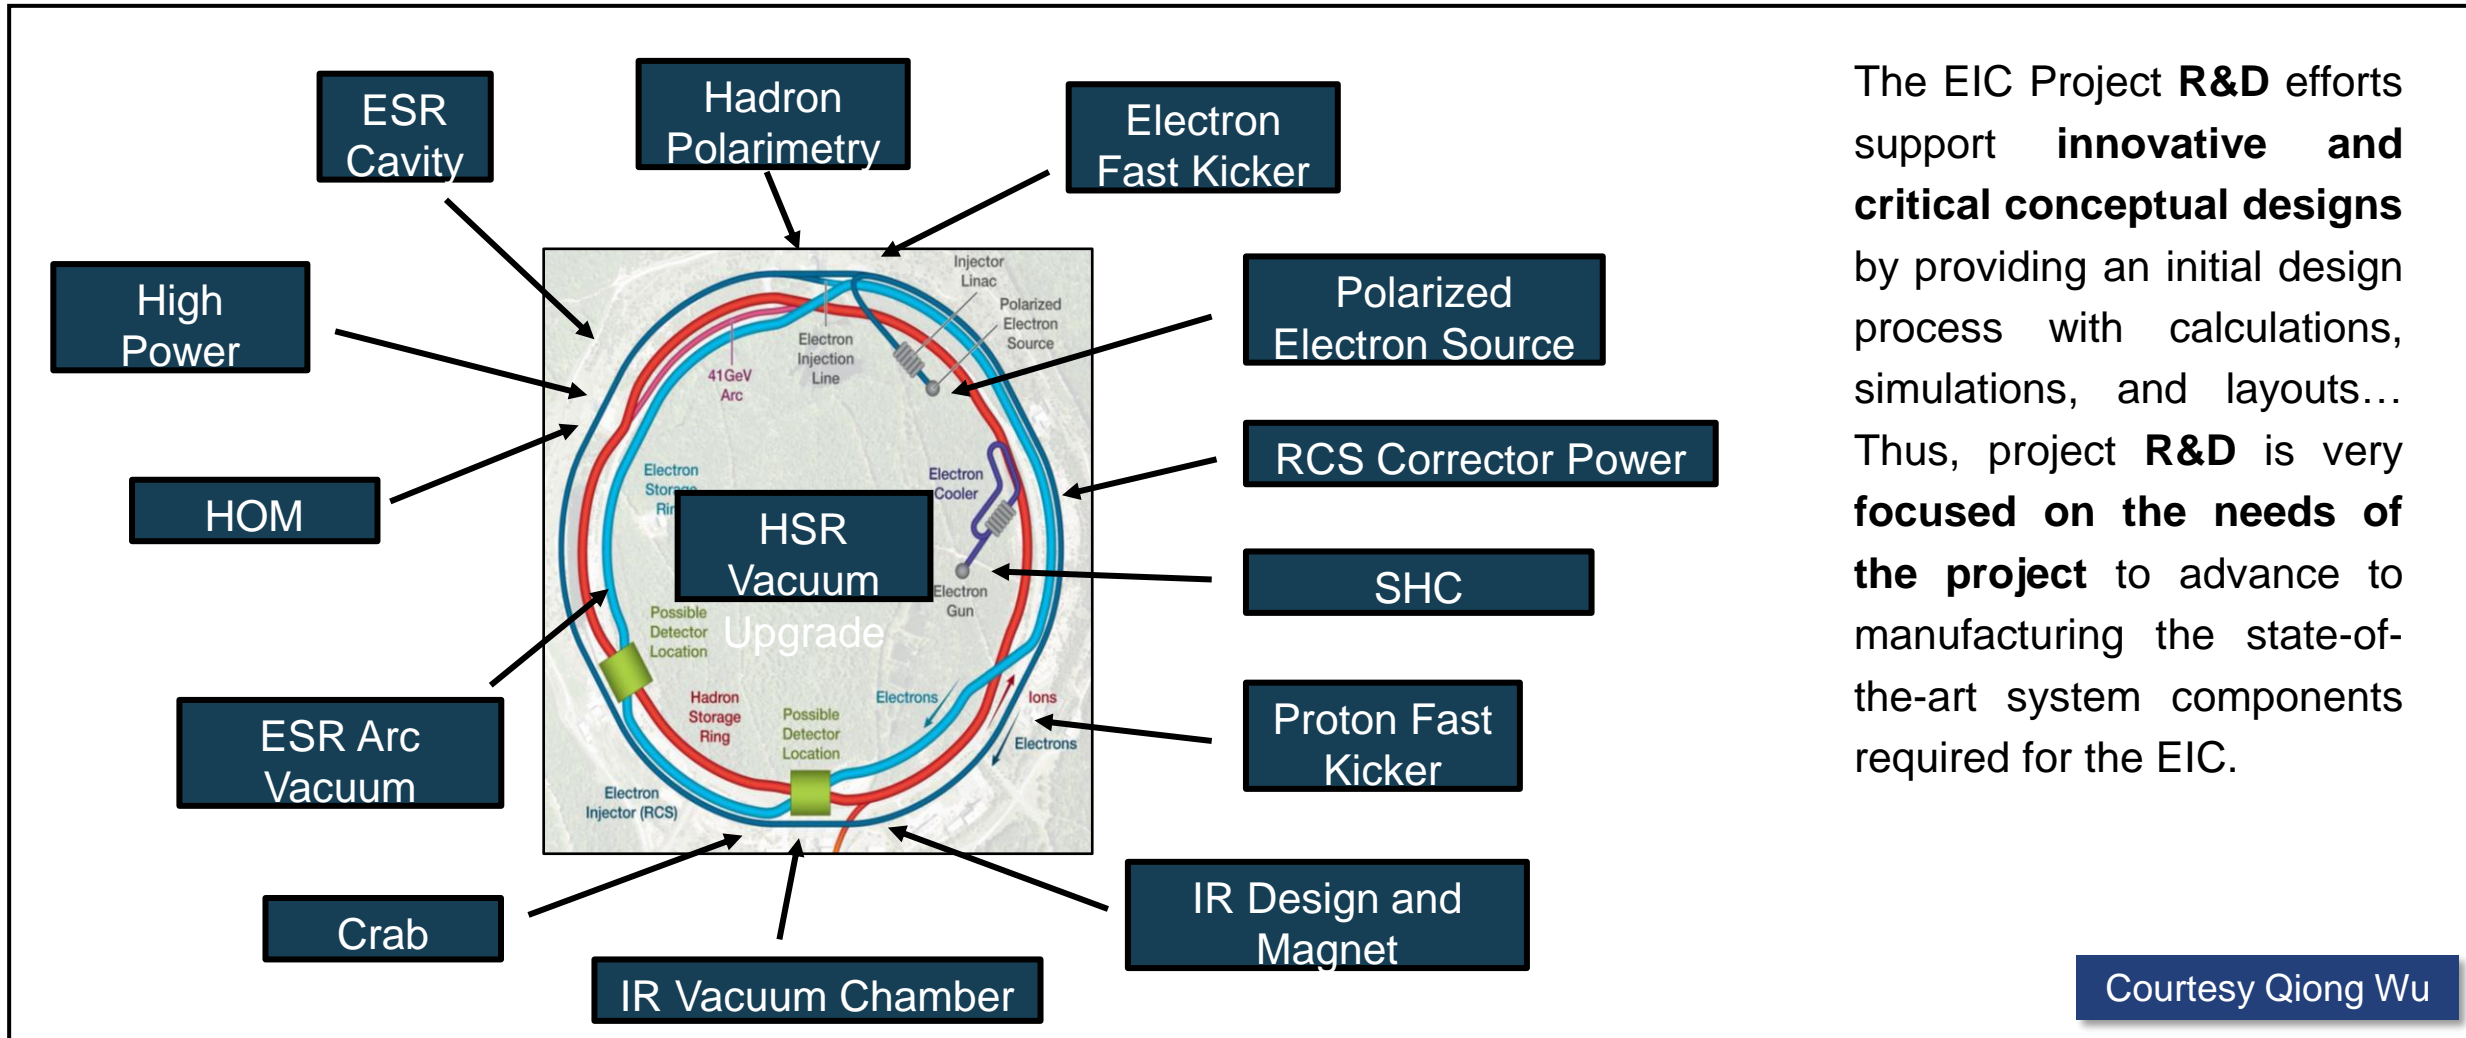 ESR
Cavity
Hadron
Polarimetry
Electron
Fast Kicker
High
Power
Polarized
Electron Source
HOM
RCS Corrector Power
HSR
Vacuum
Upgrade
SHC
ESR Arc
Vacuum
Proton Fast
Kicker
Crab
IR Vacuum Chamber
IR Design and
Magnet
Injector
Linac
Polarized
Electron
Source
Electron
Injection
Line
41GeV
Arc
Electron
Storage
Rin
Electron
Cooler
Electron
Gun
Possible
Detector
Location
Hadron
Storage
Ring
Possible
Detector
Location
Electrons
Ions
Electrons
Electron
Injector (RCS)
The EIC Project R&D efforts
support innovative and
critical conceptual designs
by providing an initial design
process with calculations,
simulations, and layouts…
Thus, project R&D is very
focused on the needs of
the project to advance to
manufacturing the state-of-
the-art system components
required for the EIC.
Courtesy Qiong Wu